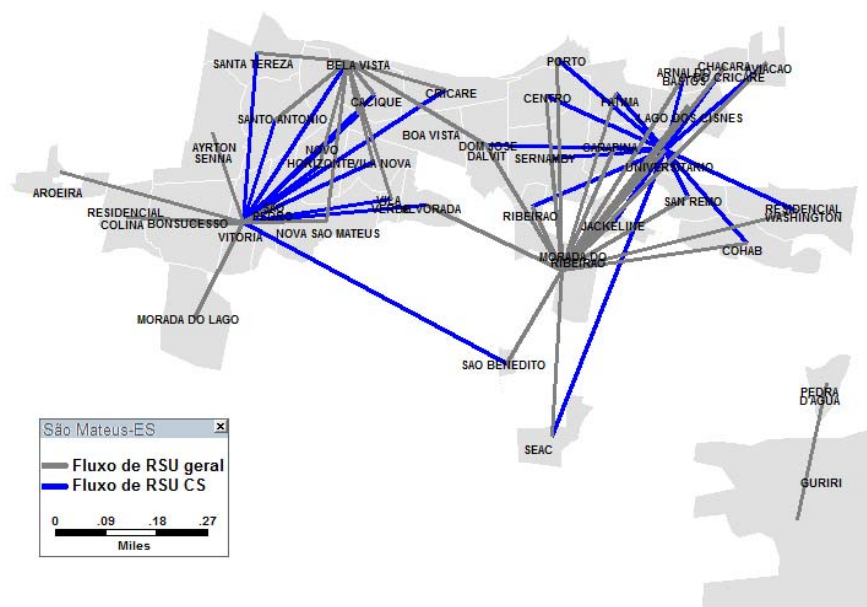 PORTO
CHACARA
DO CRICARE
AVIACAO
ARNALDO
BASTOS
SANTA TEREZA
BELA VISTA
CACIQUE
CRICARE
CENTRO
FATIMA
SANTO ANTONIO
LAGO DOS CISNES
BOA VISTA
AYRTON
SENNA
NOVO
HORIZONTE
VILA NOVA
DOM JOSE
DALVIT
CARAPINA
SERNAMBY
UNIVERSITARIO
AROEIRA
VILA
VERDE
ELVORADA
SAN REMO
RESIDENCIAL
COLINA
BONSUCESSO
PEDRO
VITORIA
NOVA SAO MATEUS
RIBEIRAO
JACKELINE
RESIDENCIAL
WASHINGTON
COHAB
MORADA DO
RIBEIRAO
MORADA DO LAGO
SAO BENEDITO
PEDRA
D'AGUA
SEAC
GURIRI
São Mateus-ES
Fluxo de RSU geral
Fluxo de RSU CS
0 .09 .18 .27
Miles